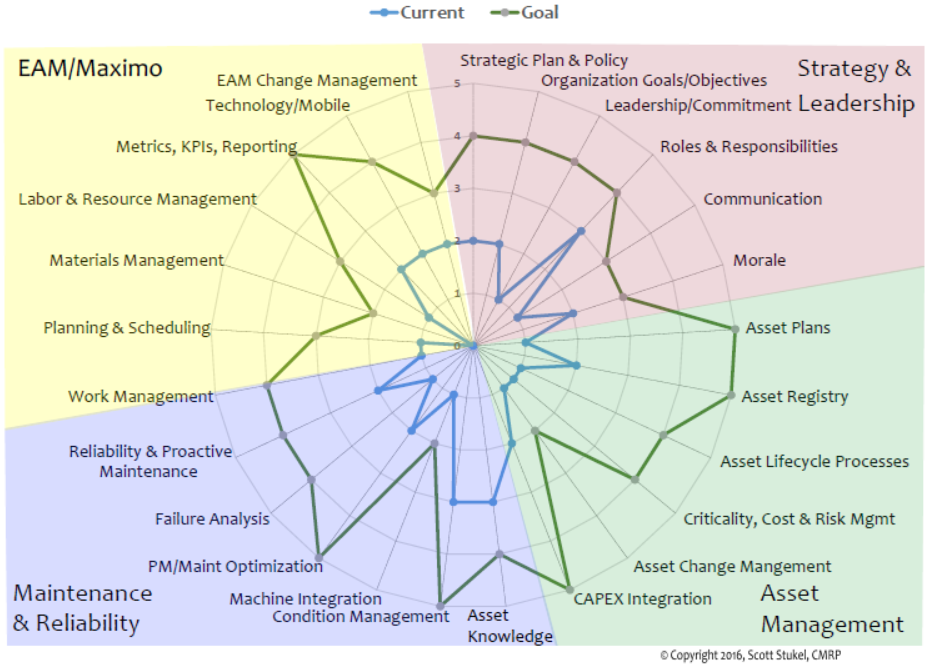 Current Goal
EAM/Maximo
Strategy &
Leadership
Strategic Plan & Policy
Organization Goals/Objectives
Leadership/Commitment
Roles & Responsibilities
Communication
Morale
Asset Plans
Asset Registry
Asset Lifecycle Processes
Criticality, Cost & Risk Mgmt
Asset Change Mangement
CAPEX Integration
Asset
Knowledge
Condition Management
Machine Integration
PM/Maint Optimization
Failure Analysis
Reliability & Proactive
Maintenance
Work Management
Planning & Scheduling
Materials Management
Labor & Resource Management
Metrics, KPIs, Reporting
Technology/Mobile
EAM Change Management
5
4
3
2
1
0
Maintenance
& Reliability
Asset
Management
© Copyright 2016, Scott Stukel, CMRP